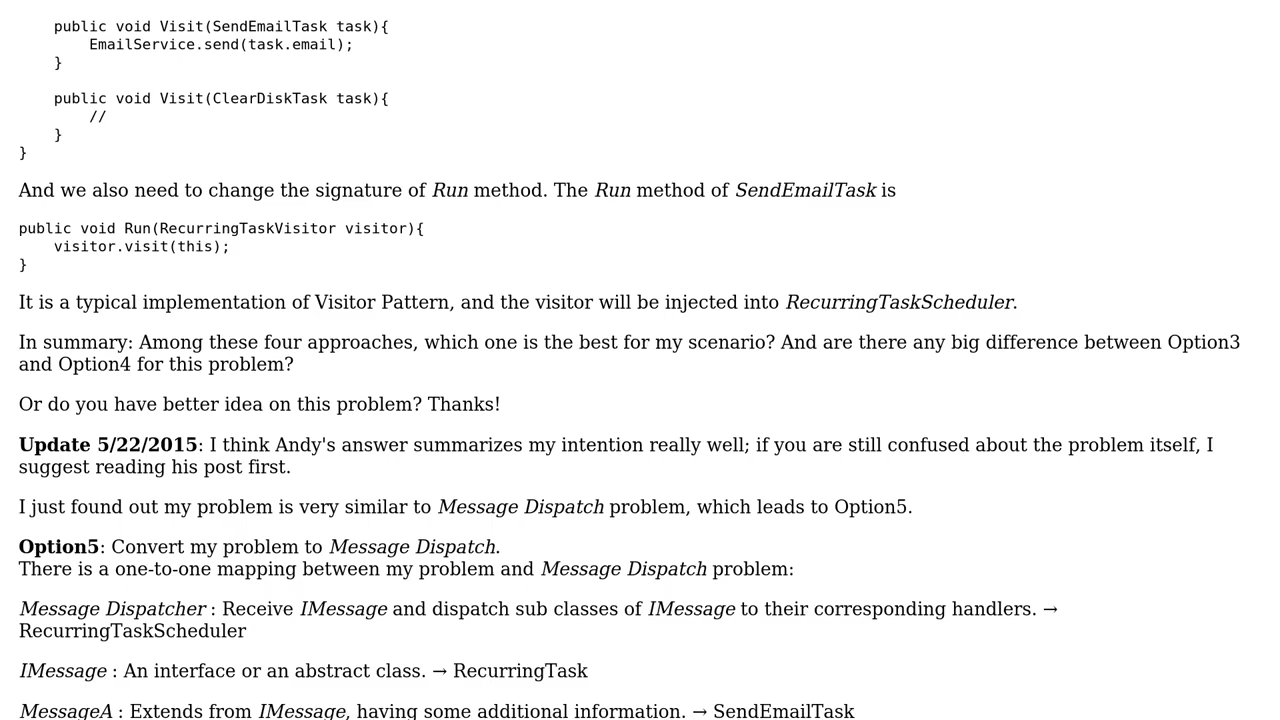 public void Visit(SendEmailTask task){
        EmailService.send(task.email);
    }

    public void Visit(ClearDiskTask task){
        //
    }
}
And we also need to change the signature of Run method. The Run method of SendEmailTask is
public void Run(RecurringTaskVisitor visitor){
    visitor.visit(this);
}
It is a typical implementation of Visitor Pattern, and the visitor will be injected into RecurringTaskScheduler.
In summary: Among these four approaches, which one is the best for my scenario? And are there any big difference between Option3
and Option4 for this problem?
Or do you have better idea on this problem? Thanks!
Update 5/22/2015: I think Andy's answer summarizes my intention really well; if you are still confused about the problem itself, I
suggest reading his post first.
I just found out my problem is very similar to Message Dispatch problem, which leads to Option5.
Option5: Convert my problem to Message Dispatch.
There is a one-to-one mapping between my problem and Message Dispatch problem:
Message Dispatcher : Receive IMessage and dispatch sub classes of IMessage to their corresponding handlers. →
RecurringTaskScheduler
IMessage : An interface or an abstract class. → RecurringTask
MessageA : Extends from IMessage, having some additional information. → SendEmailTask